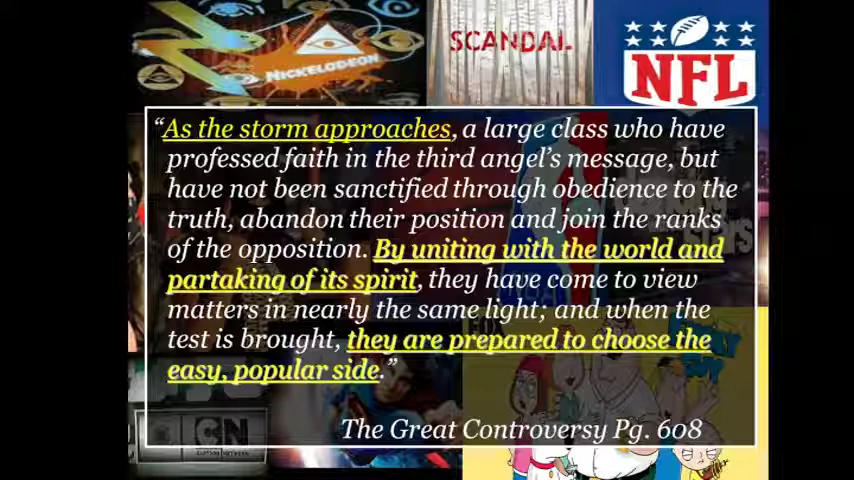 NICKELODEON
SCANDAL
NFL
“As the storm approaches, a large class who have
professed faith in the third angel’s message, but
have not been sanctified through obedience to the
truth, abandon their position and join the ranks
of the opposition. By uniting with the world and
partaking of its spirit, they have come to view
matters in nearly the same light; and when the
test is brought, they are prepared to choose the
easy, popular side.”
The Great Controversy Pg. 608
CN
CARTOON NETWORK